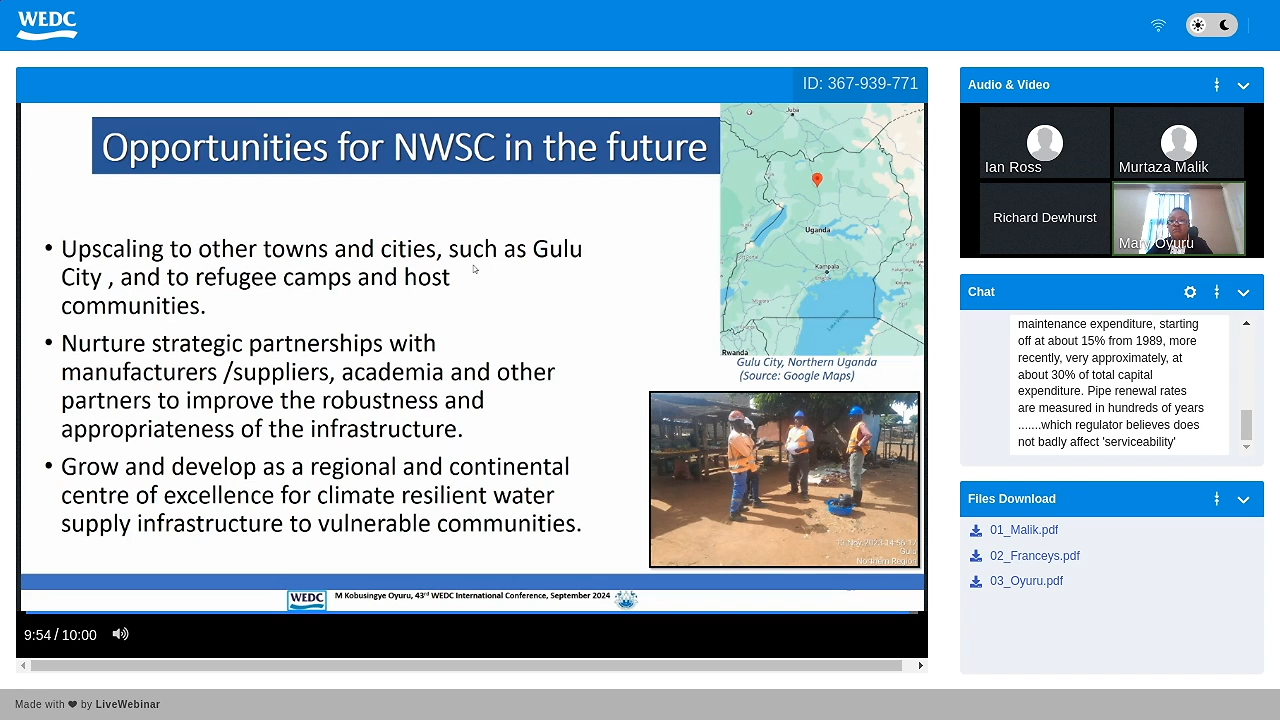 WEDC
ID: 367-939-771
Opportunities for NWSC in the future
• Upscaling to other towns and cities, such as Gulu
City , and to refugee camps and host
communities.
• Nurture strategic partnerships with
manufacturers /suppliers, academia and other
partners to improve the robustness and
appropriateness of the infrastructure.
• Grow and develop as a regional and continental
centre of excellence for climate resilient water
supply infrastructure to vulnerable communities.
Juba
Uganda
Kampala
Rwanda
Gulu City, Northern Uganda
(Source: Google Maps)
Gulu
Northern Region
WEDC
M Kobusingye Oyuru, 43rd WEDC International Conference, September 2024
9:54 / 10:00
Audio & Video
Ian Ross
Murtaza Malik
Richard Dewhurst
Mary Oyuru
Chat
maintenance expenditure, starting
off at about 15% from 1989, more
recently, very approximately, at
about 30% of total capital
expenditure. Pipe renewal rates
are measured in hundreds of years
.......which regulator believes does
not badly affect 'serviceability'
Files Download
01_Malik.pdf
02_Franceys.pdf
03_Oyuru.pdf
Made with ❤ by LiveWebinar